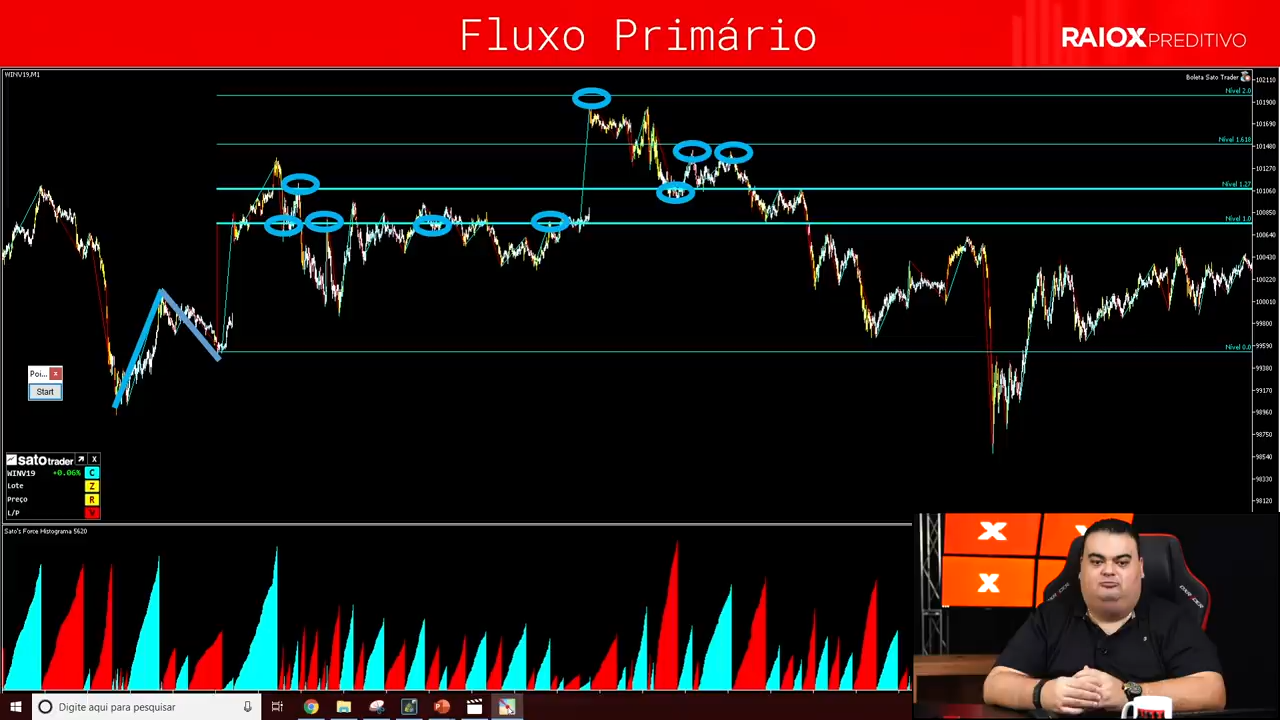 Fluxo Primário
RAIOXPREDITIVO
WINV19,M1
Boleta Sato Trader
102110
Nível 2.0
101900
101690
Nível 1.618
101480
101270
Nível 1.27
101060
100850
Nível 1.0
100640
100430
100220
100010
99800
99590
Nível 0.0
99380
99170
98960
98750
98540
98330
98120
Poi... x
Start
satotrader X
WINV19 +0.06% C
Lote Z
Preço R
L/P
Sato's Force Histograma 5620
Digite aqui para pesquisar